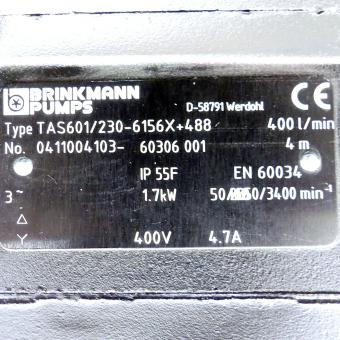 BRINKMANN
PUMPS
D-58791 Werdohl
CE
Type TAS601/230-6156X+488 400 l/min
No. 0411004103- 60306 001 4 m
IP 55F EN 60034
3~ 1.7kW 50/ /3400 min⁻¹
△
Y 400V 4.7A